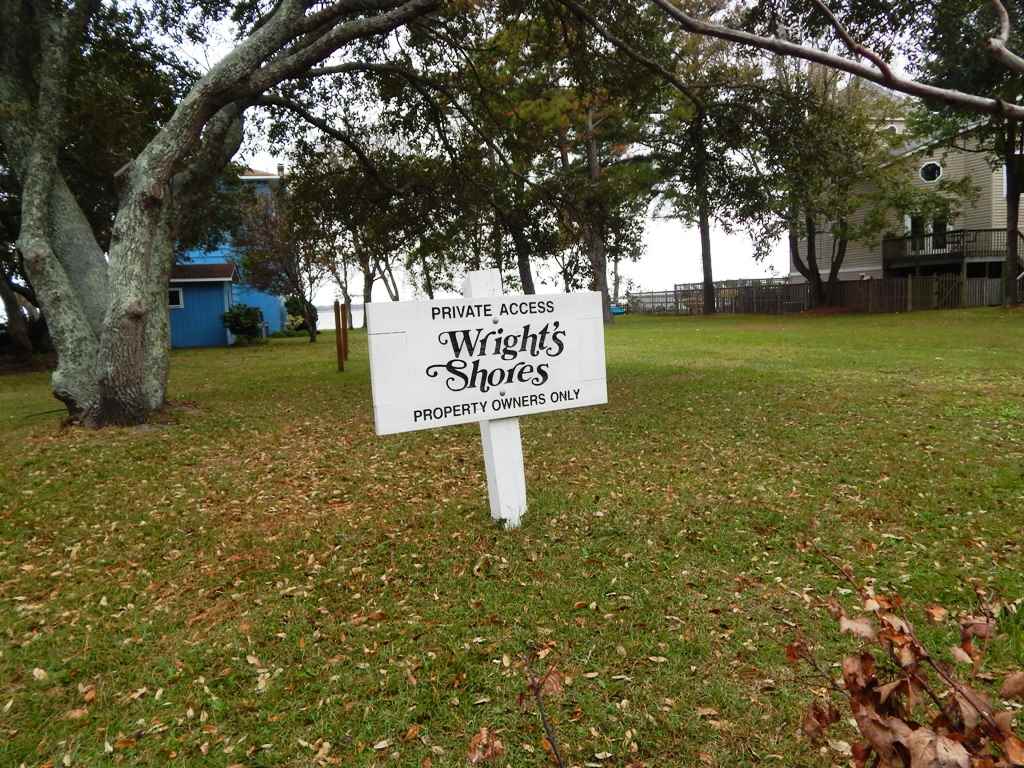 PRIVATE ACCESS
Wright's
Shores
PROPERTY OWNERS ONLY